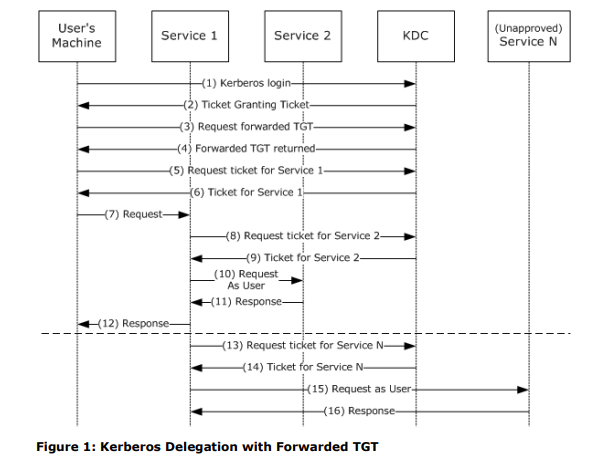 User's
Machine
Service 1
Service 2
KDC
(Unapproved)
Service N
(1) Kerberos login
(2) Ticket Granting Ticket
(3) Request forwarded TGT
(4) Forwarded TGT returned
(5) Request ticket for Service 1
(6) Ticket for Service 1
(7) Request
(8) Request ticket for Service 2
(9) Ticket for Service 2
(10) Request
As User
(11) Response
(12) Response
(13) Request ticket for Service N
(14) Ticket for Service N
(15) Request as User
(16) Response
Figure 1: Kerberos Delegation with Forwarded TGT